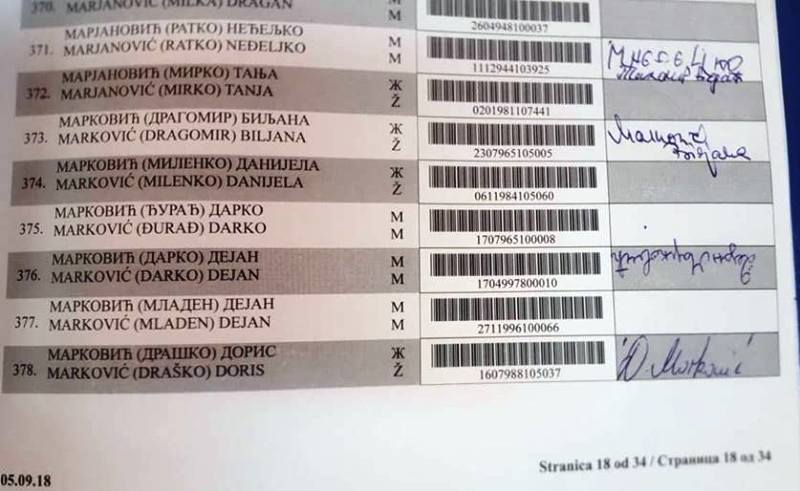 370. MARJANOVIĆ (MILKA) DRAGAN M
2604948100037
371. МАРЈАНОВИЋ (РАТКО) НЕЂЕЉКО М
MARJANOVIĆ (RATKO) NEĐELJKO M
1112944103925
372. МАРЈАНОВИЋ (МИРКО) ТАЊА Ж
MARJANOVIĆ (MIRKO) TANJA Ž
0201981107441
373. МАРКОВИЋ (ДРАГОМИР) БИЉАНА Ж
MARKOVIĆ (DRAGOMIR) BILJANA Ž
2307965105005
374. МАРКОВИЋ (МИЛЕНКО) ДАНИЈЕЛА Ж
MARKOVIĆ (MILENKO) DANIJELA Ž
0611984105060
375. МАРКОВИЋ (ЂУРАЂ) ДАРКО М
MARKOVIĆ (ĐURAĐ) DARKO M
1707965100008
376. МАРКОВИЋ (ДАРКО) ДЕЈАН М
MARKOVIĆ (DARKO) DEJAN M
1704997800010
377. МАРКОВИЋ (МЛАДЕН) ДЕЈАН М
MARKOVIĆ (MLADEN) DEJAN M
2711996100066
378. МАРКОВИЋ (ДРАШКО) ДОРИС Ж
MARKOVIĆ (DRAŠKO) DORIS Ž
1607988105037
D. Marković
05.09.18
Stranica 18 od 34 / Страница 18 од 34